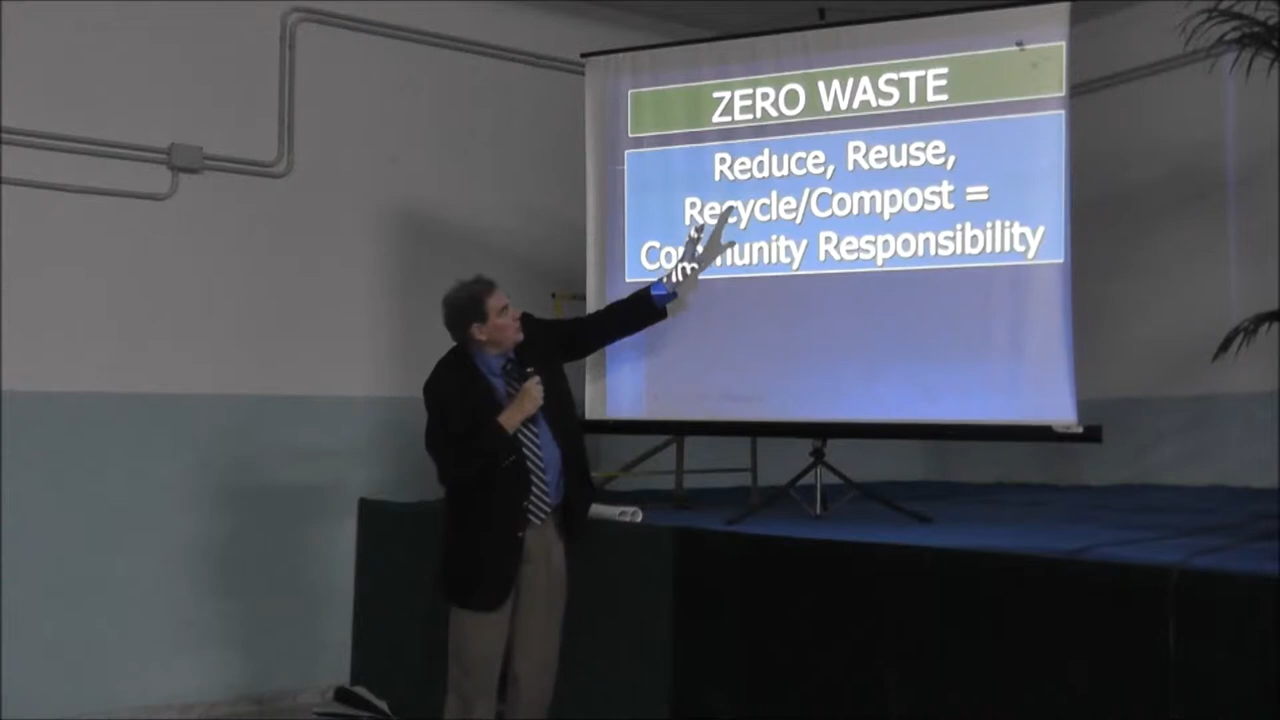 ZERO WASTE
Reduce, Reuse,
Recycle/Compost =
Community Responsibility